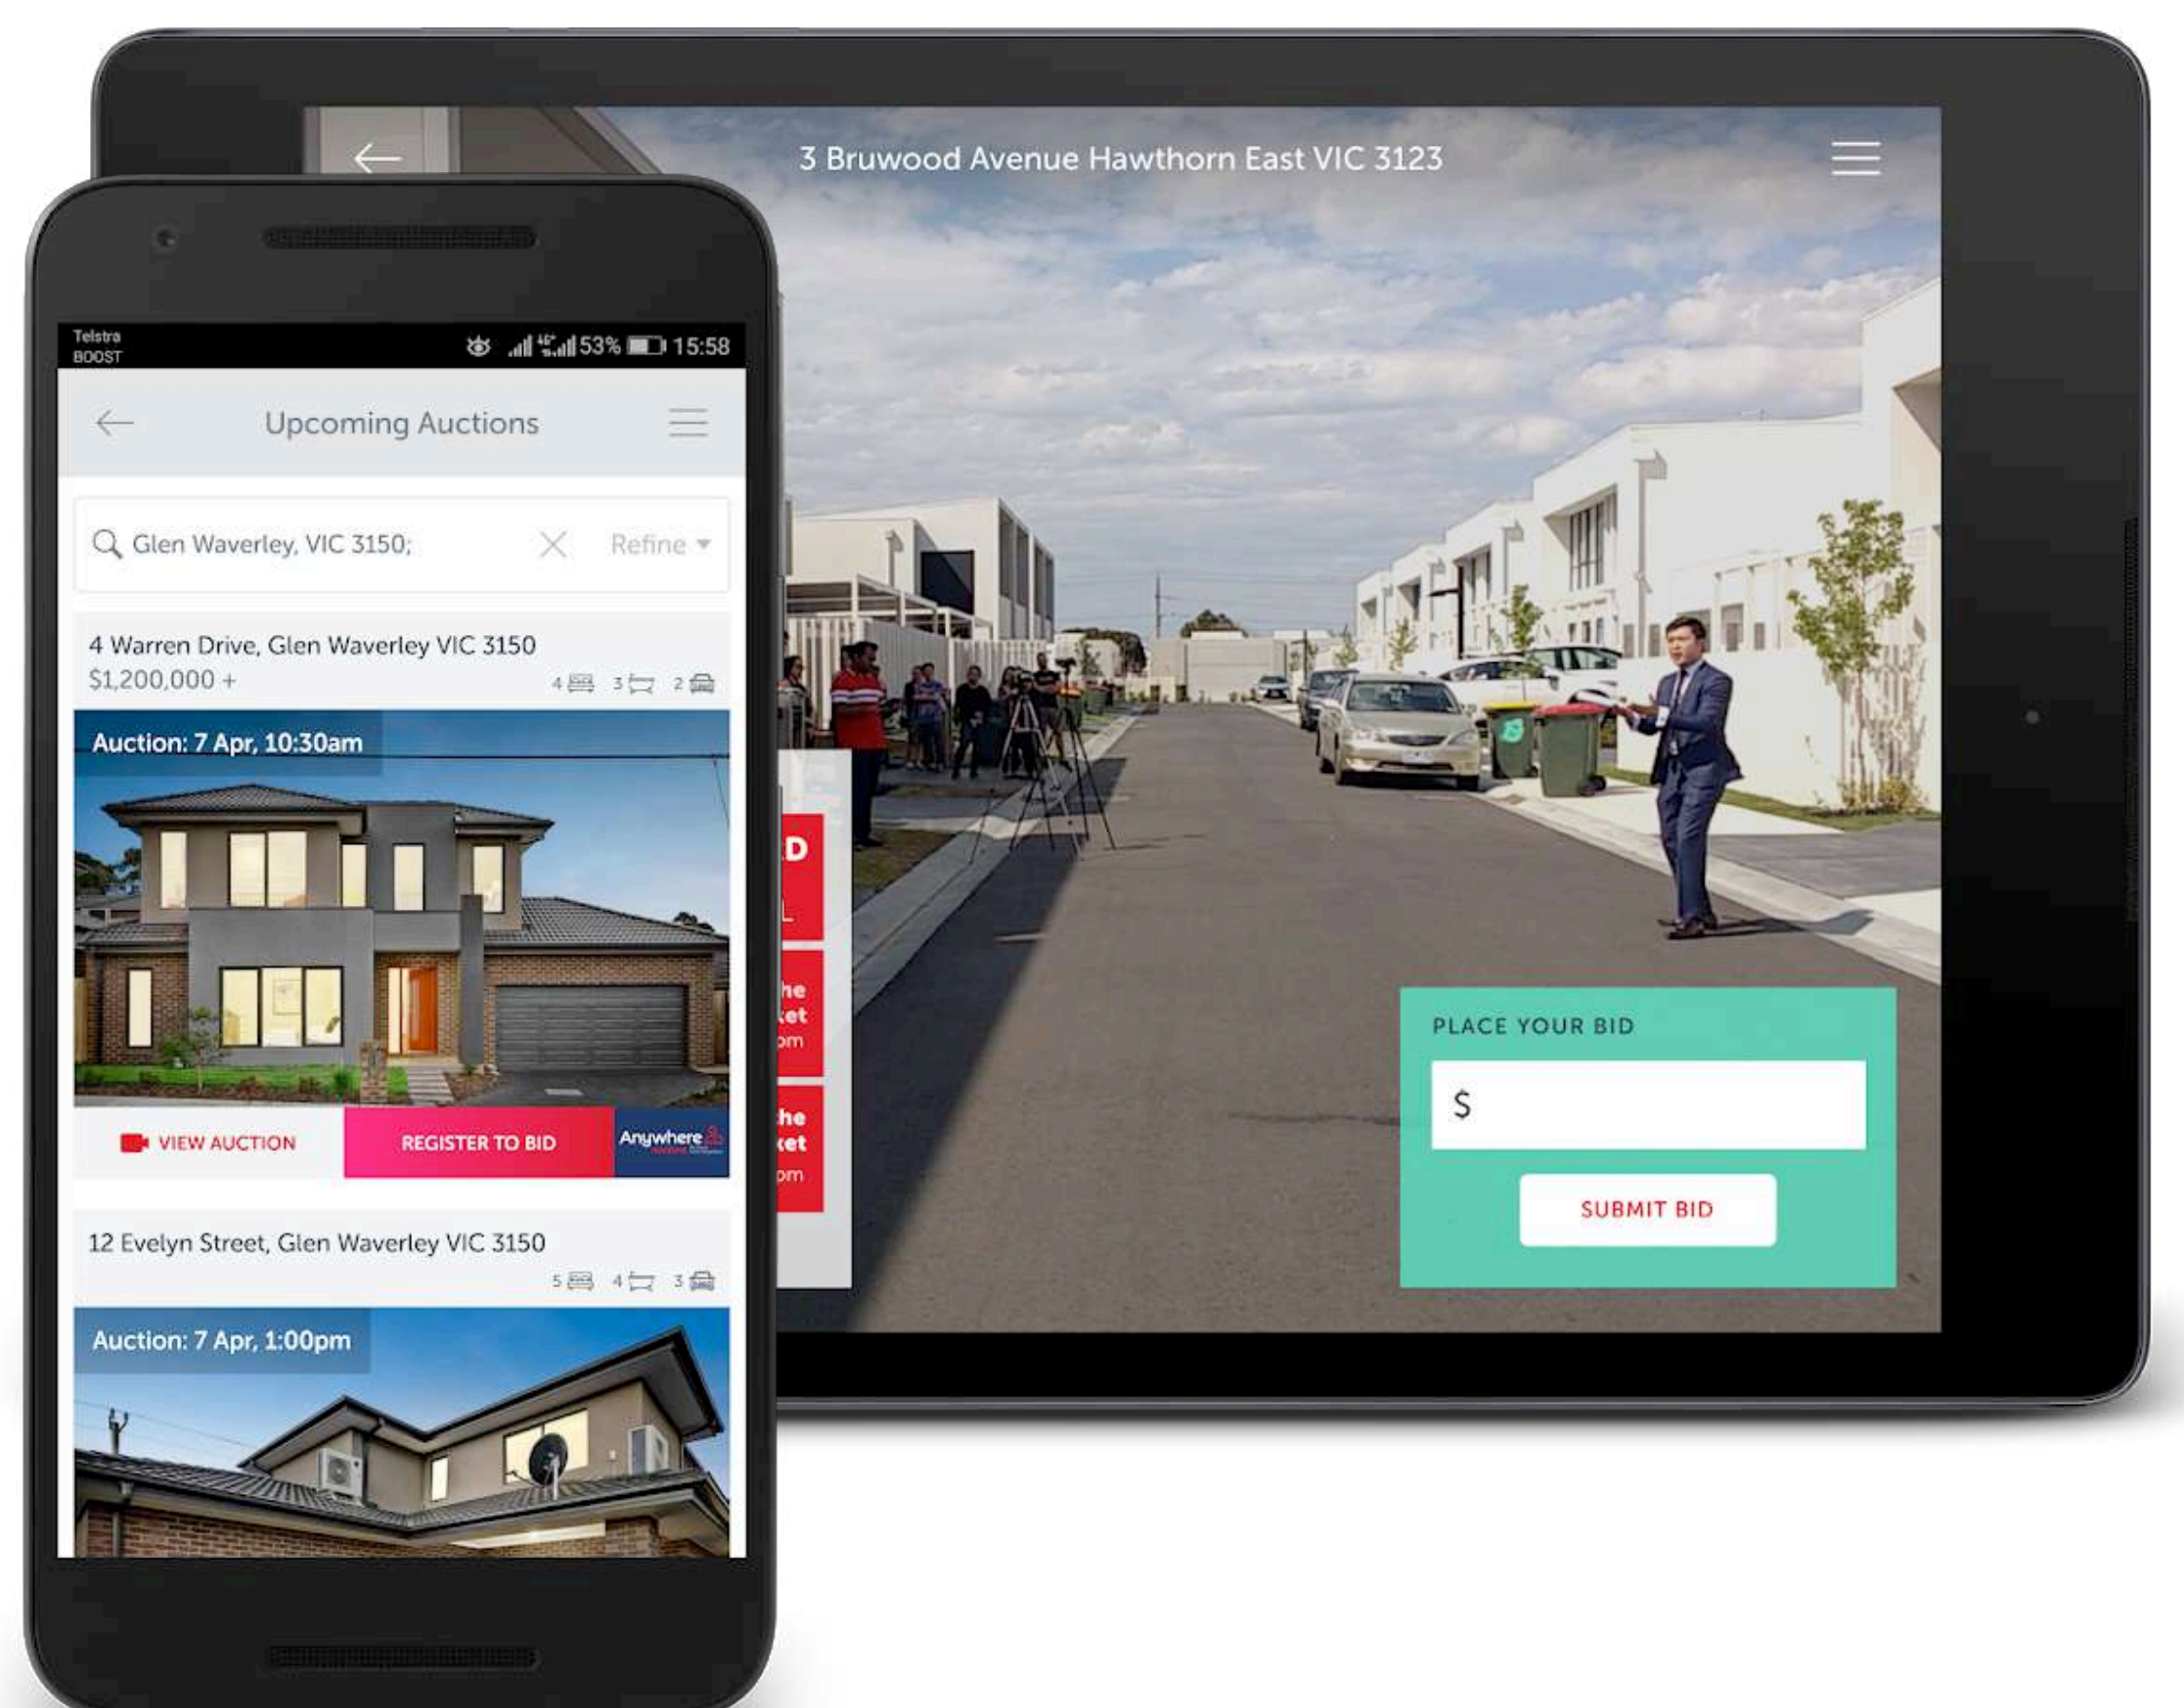 3 Bruwood Avenue Hawthorn East VIC 3123
Telstra
BOOST
53% 15:58
Upcoming Auctions
Glen Waverley, VIC 3150;
Refine
4 Warren Drive, Glen Waverley VIC 3150
$1,200,000 +
4 3 2
Auction: 7 Apr, 10:30am
VIEW AUCTION
REGISTER TO BID
Anywhere
12 Evelyn Street, Glen Waverley VIC 3150
5 4 3
Auction: 7 Apr, 1:00pm
PLACE YOUR BID
$
SUBMIT BID